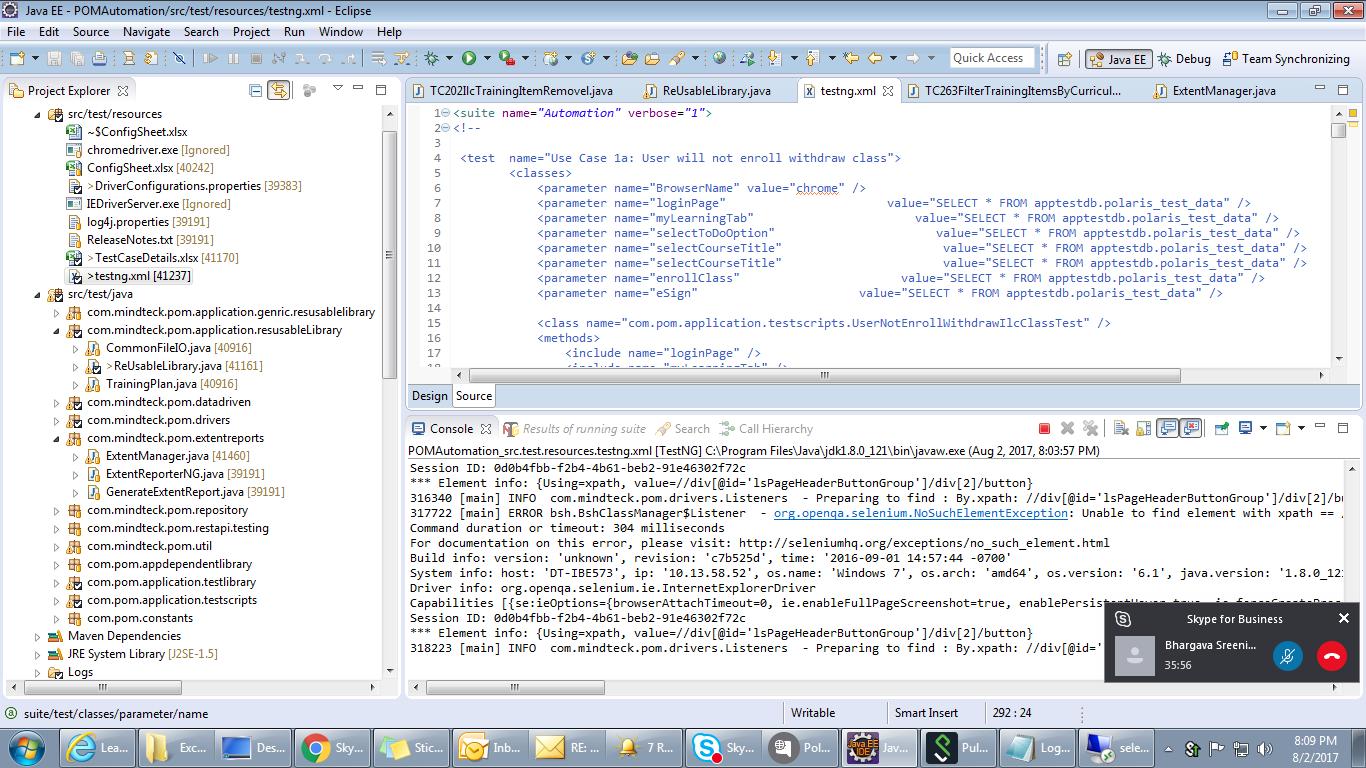 Java EE - POMAutomation/src/test/resources/testng.xml - Eclipse
File Edit Source Navigate Search Project Run Window Help
Quick Access
Java EE
Debug
Team Synchronizing
Project Explorer
src/test/resources
~$ConfigSheet.xlsx
chromedriver.exe [Ignored]
ConfigSheet.xlsx [40242]
>DriverConfigurations.properties [39383]
IEDriverServer.exe [Ignored]
log4j.properties [39191]
ReleaseNotes.txt [39191]
>TestCaseDetails.xlsx [41170]
>testng.xml [41237]
src/test/java
com.mindteck.pom.application.genric.resusablelibrary
com.mindteck.pom.application.resusableLibrary
CommonFileIO.java [40916]
>ReUsableLibrary.java [41161]
TrainingPlan.java [40916]
com.mindteck.pom.datadriven
com.mindteck.pom.drivers
com.mindteck.pom.extentreports
ExtentManager.java [41460]
ExtentReporterNG.java [39191]
GenerateExtentReport.java [39191]
com.mindteck.pom.repository
com.mindteck.pom.restapi.testing
com.mindteck.pom.util
com.pom.appdependentlibrary
com.pom.application.testlibrary
com.pom.application.testscripts
com.pom.constants
Maven Dependencies
JRE System Library [J2SE-1.5]
Logs
TC202IlcTrainingItemRemovel.java
ReUsableLibrary.java
testng.xml
TC263FilterTrainingItemsByCurricul...
ExtentManager.java
1 <suite name="Automation" verbose="1">
2 <!--
3
4 <test name="Use Case 1a: User will not enroll withdraw class">
5 <classes>
6 <parameter name="BrowserName" value="chrome" />
7 <parameter name="loginPage" value="SELECT * FROM apptestdb.polaris_test_data" />
8 <parameter name="myLearningTab" value="SELECT * FROM apptestdb.polaris_test_data" />
9 <parameter name="selectToDoOption" value="SELECT * FROM apptestdb.polaris_test_data" />
10 <parameter name="selectCourseTitle" value="SELECT * FROM apptestdb.polaris_test_data" />
11 <parameter name="selectCourseTitle" value="SELECT * FROM apptestdb.polaris_test_data" />
12 <parameter name="enrollClass" value="SELECT * FROM apptestdb.polaris_test_data" />
13 <parameter name="eSign" value="SELECT * FROM apptestdb.polaris_test_data" />
14
15 <class name="com.pom.application.testscripts.UserNotEnrollWithdrawIlcClassTest" />
16 <methods>
17 <include name="loginPage" />
18 <include name="myLearningTab" />
Design Source
Console
Results of running suite
Search
Call Hierarchy
POMAutomation_src.test.resources.testng.xml [TestNG] C:\Program Files\Java\jdk1.8.0_121\bin\javaw.exe (Aug 2, 2017, 8:03:57 PM)
Session ID: 0d0b4fbb-f2b4-4b61-beb2-91e46302f72c
*** Element info: {Using=xpath, value=//div[@id='lsPageHeaderButtonGroup']/div[2]/button}
316340 [main] INFO com.mindteck.pom.drivers.Listeners - Preparing to find : By.xpath: //div[@id='lsPageHeaderButtonGroup']/div[2]/bu
317722 [main] ERROR bsh.BshClassManager$Listener - org.openqa.selenium.NoSuchElementException: Unable to find element with xpath == /
Command duration or timeout: 304 milliseconds
For documentation on this error, please visit: http://seleniumhq.org/exceptions/no_such_element.html
Build info: version: 'unknown', revision: 'c7b525d', time: '2016-09-01 14:57:44 -0700'
System info: host: 'DT-IBE573', ip: '10.13.58.52', os.name: 'Windows 7', os.arch: 'amd64', os.version: '6.1', java.version: '1.8.0_12
Driver info: org.openqa.selenium.ie.InternetExplorerDriver
Capabilities [{se:ieOptions={browserAttachTimeout=0, ie.enableFullPageScreenshot=true,
Session ID: 0d0b4fbb-f2b4-4b61-beb2-91e46302f72c
*** Element info: {Using=xpath, value=//div[@id='lsPageHeaderButtonGroup']/div[2]/button}
318223 [main] INFO com.mindteck.pom.drivers.Listeners - Preparing to find : By.xpath: //div[@id='
Skype for Business
Bhargava Sreeni...
35:56
suite/test/classes/parameter/name
Writable
Smart Insert
292 : 24
Lea...
Exc...
Des...
Sky...
Stic...
Inb...
RE: ...
7 R...
Sky...
Pol...
Java EE IDE
Jav...
Pul...
Log...
sele...
8:09 PM
8/2/2017